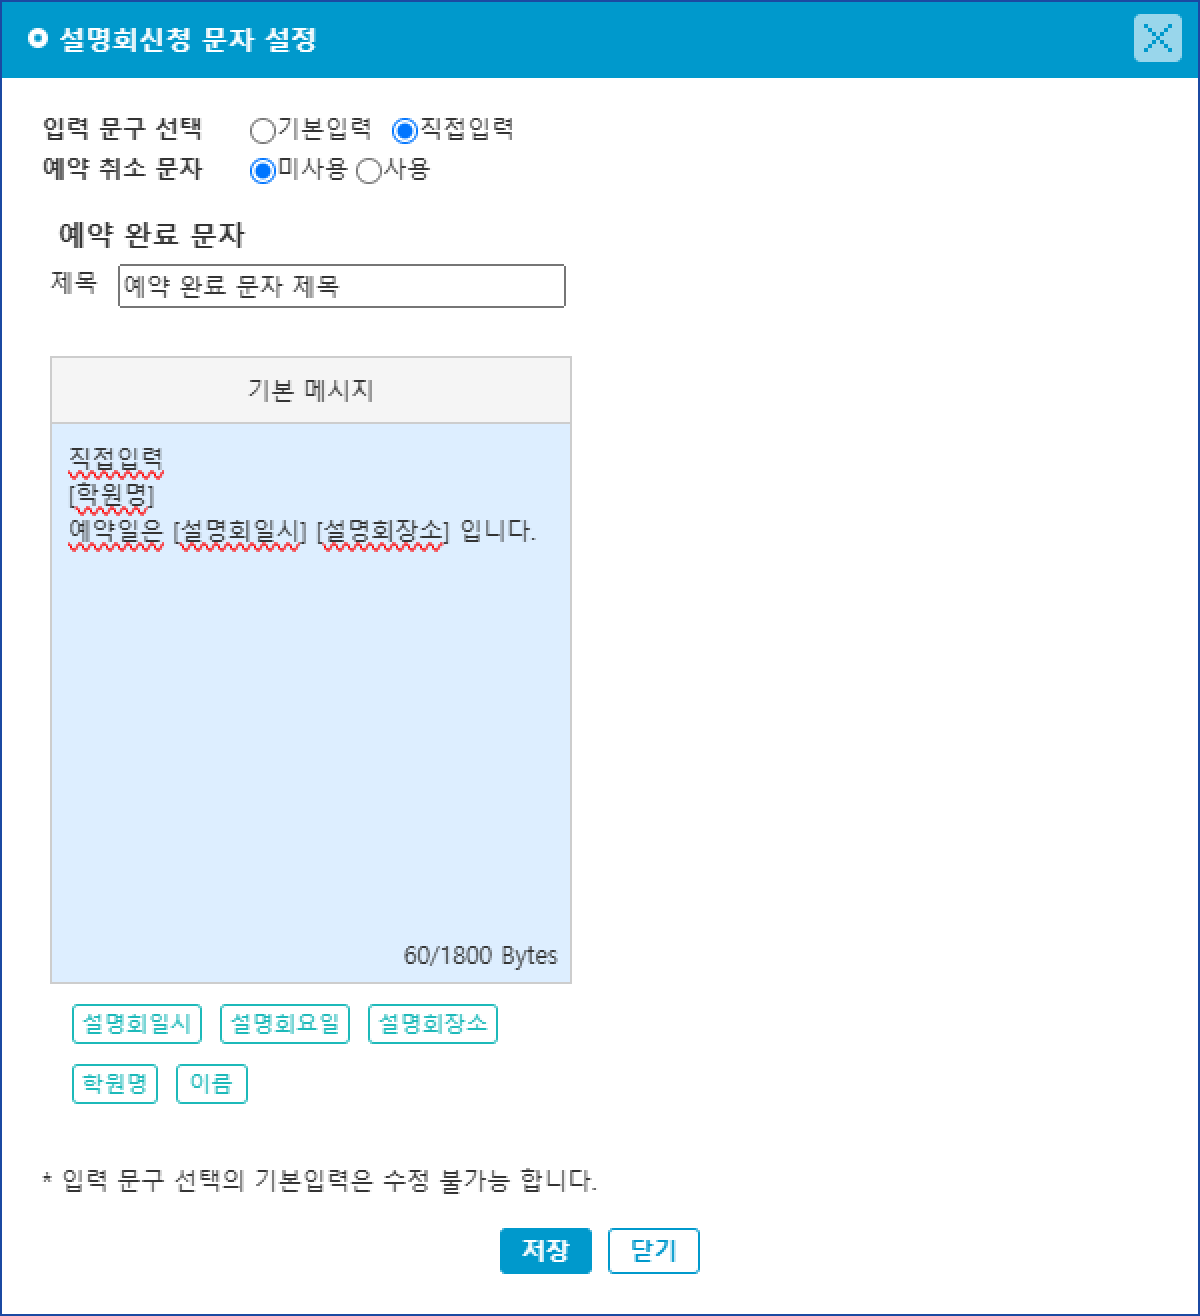 설명회신청 문자 설정
입력 문구 선택 기본입력 직접입력
예약 취소 문자 미사용 사용
예약 완료 문자
제목 예약 완료 문자 제목
기본 메시지
직접입력
[학원명]
예약일은 [설명회일시] [설명회장소] 입니다.
60/1800 Bytes
설명회일시 설명회요일 설명회장소
학원명 이름
* 입력 문구 선택의 기본입력은 수정 불가능 합니다.
저장 닫기